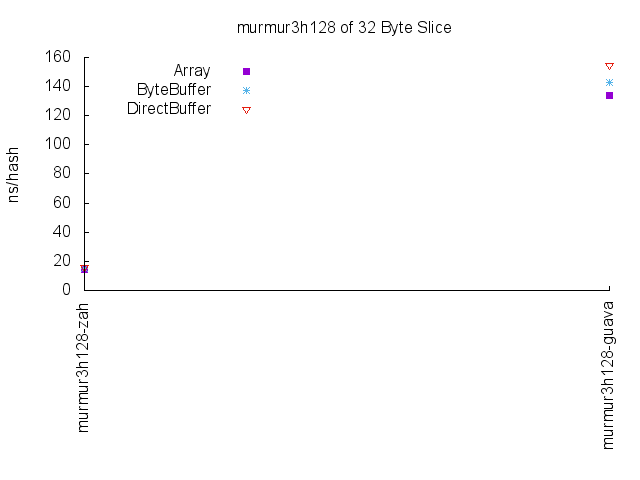 murmur3h128 of 32 Byte Slice
160
140
120
100
80
60
40
20
0
ns/hash
Array
ByteBuffer
DirectBuffer
murmur3h128-zah
murmur3h128-guava